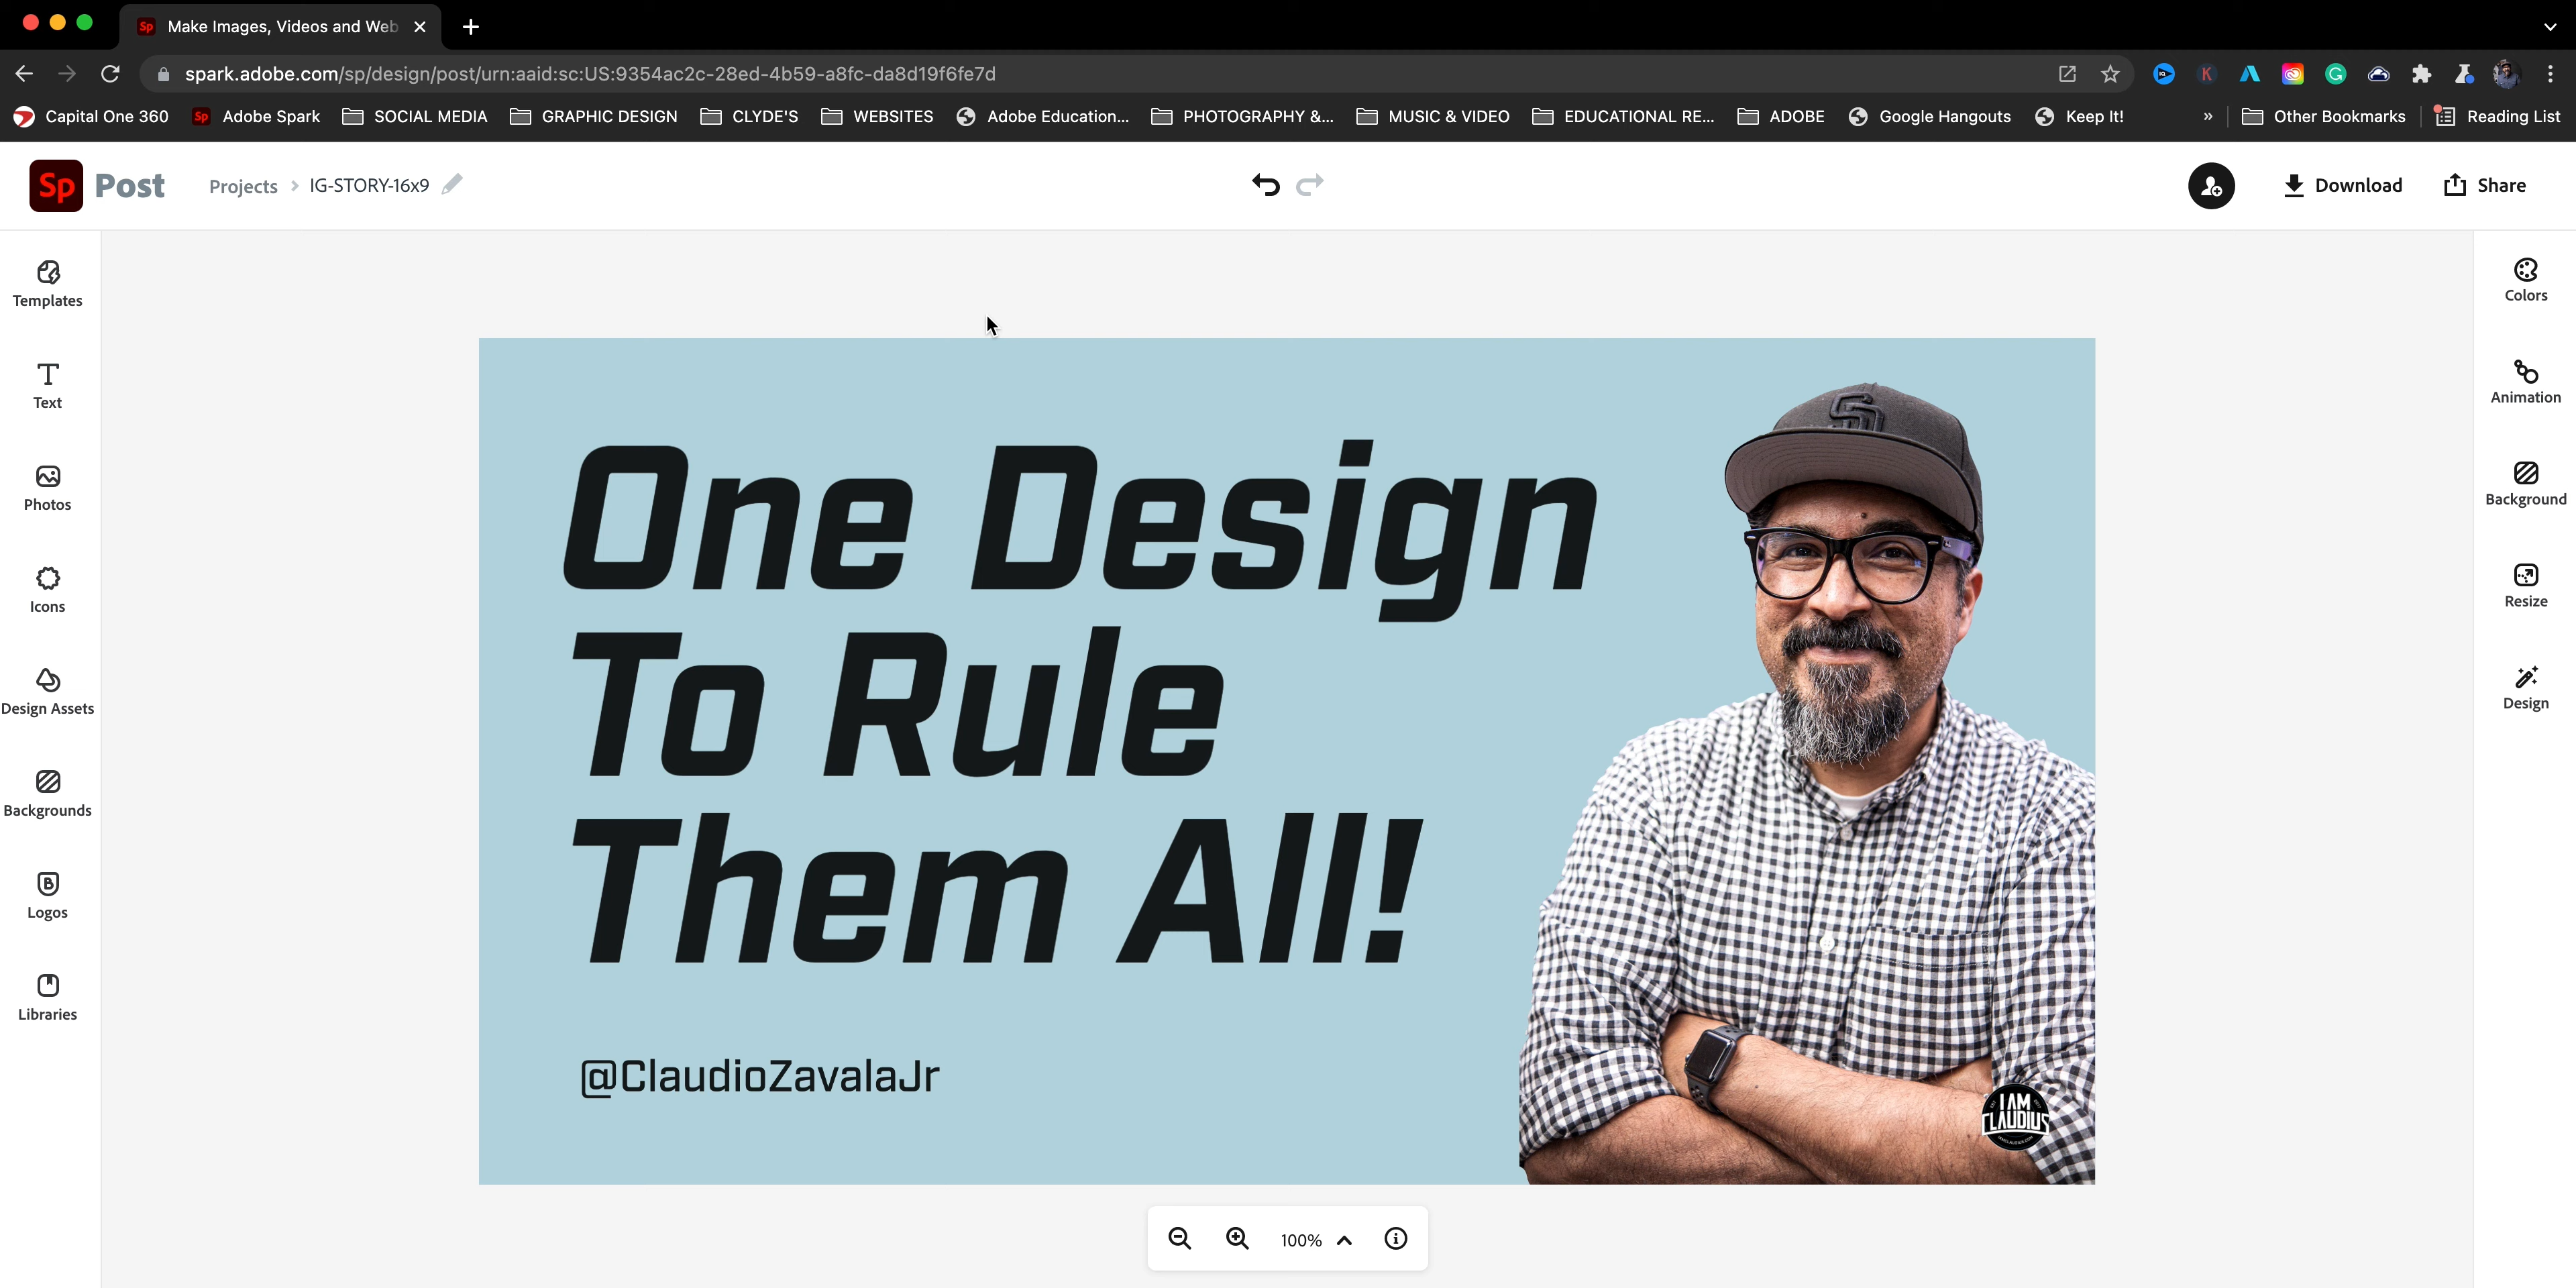 Make Images, Videos and Web
spark.adobe.com/sp/design/post/urn:aaid:sc:US:9354ac2c-28ed-4b59-a8fc-da8d19f6fe7d
Capital One 360
Sp Adobe Spark
SOCIAL MEDIA
GRAPHIC DESIGN
CLYDE'S
WEBSITES
Adobe Education...
PHOTOGRAPHY &...
MUSIC & VIDEO
EDUCATIONAL RE...
ADOBE
Google Hangouts
Keep It!
»
Other Bookmarks
Reading List
Sp Post
Projects > IG-STORY-16x9
Download
Share
Templates
Text
Photos
Icons
Design Assets
Backgrounds
Logos
Libraries
One Design
To Rule
Them All!
@ClaudioZavalaJr
SD
I AM
CLAUDIUS
Colors
Animation
Background
Resize
Design
100%